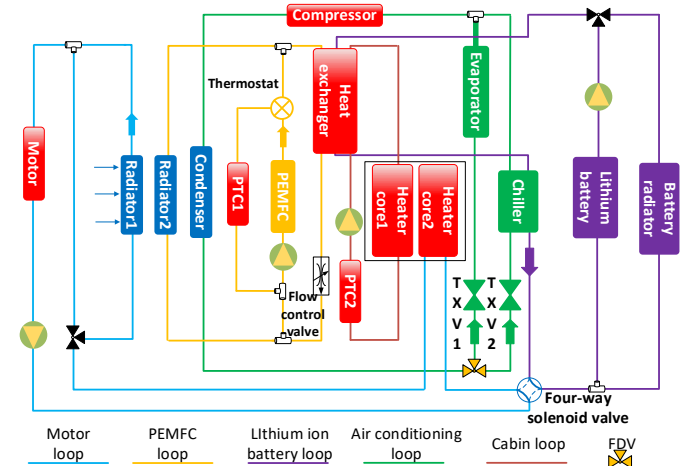 Compressor
Thermostat
Heat
exchanger
Evaporator
Motor
Radiator1
Radiator2
Condenser
PTC1
PEMFC
Heater
core1
Heater
core2
Chiller
Lithium
battery
Battery
radiator
PTC2
Flow
control
valve
T
X
V
1
T
X
V
2
Four-way
solenoid valve
Motor
loop
PEMFC
loop
LIthium ion
battery loop
Air conditioning
loop
Cabin loop
FDV